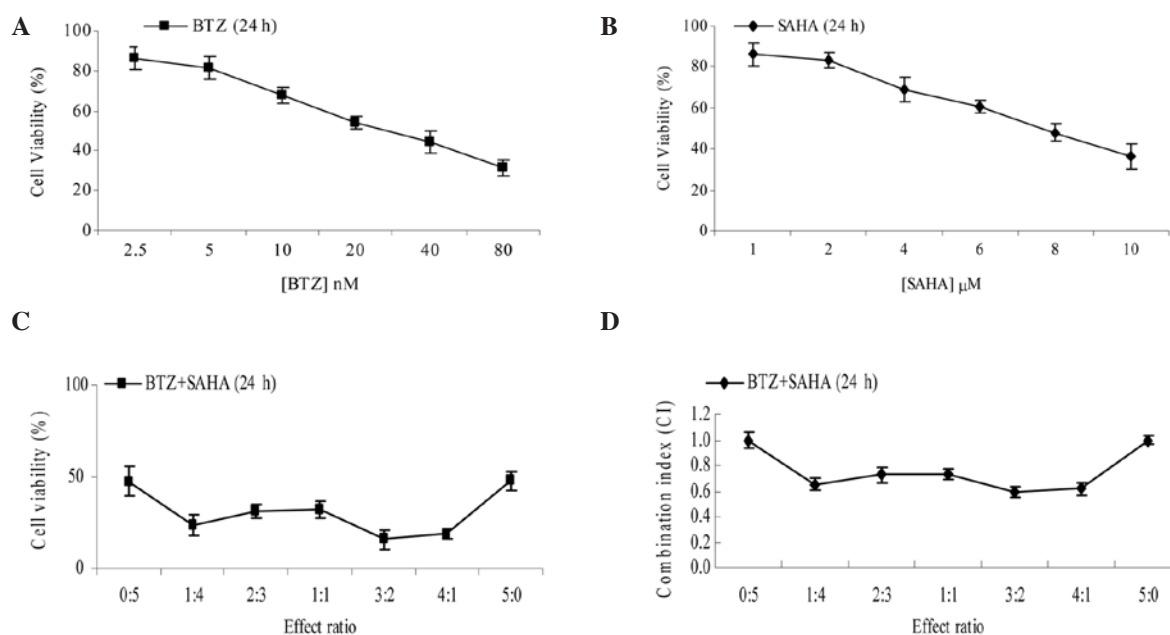 A
BTZ (24 h)
100
80
60
40
20
0
Cell Viability (%)
2.5 5 10 20 40 80
[BTZ] nM
B
SAHA (24 h)
100
80
60
40
20
0
Cell Viability (%)
1 2 4 6 8 10
[SAHA] μM
C
BTZ+SAHA (24 h)
100
50
0
Cell viability (%)
0:5 1:4 2:3 1:1 3:2 4:1 5:0
Effect ratio
D
BTZ+SAHA (24 h)
1.2
1.0
0.8
0.6
0.4
0.2
0.0
Combination index (CI)
0:5 1:4 2:3 1:1 3:2 4:1 5:0
Effect ratio